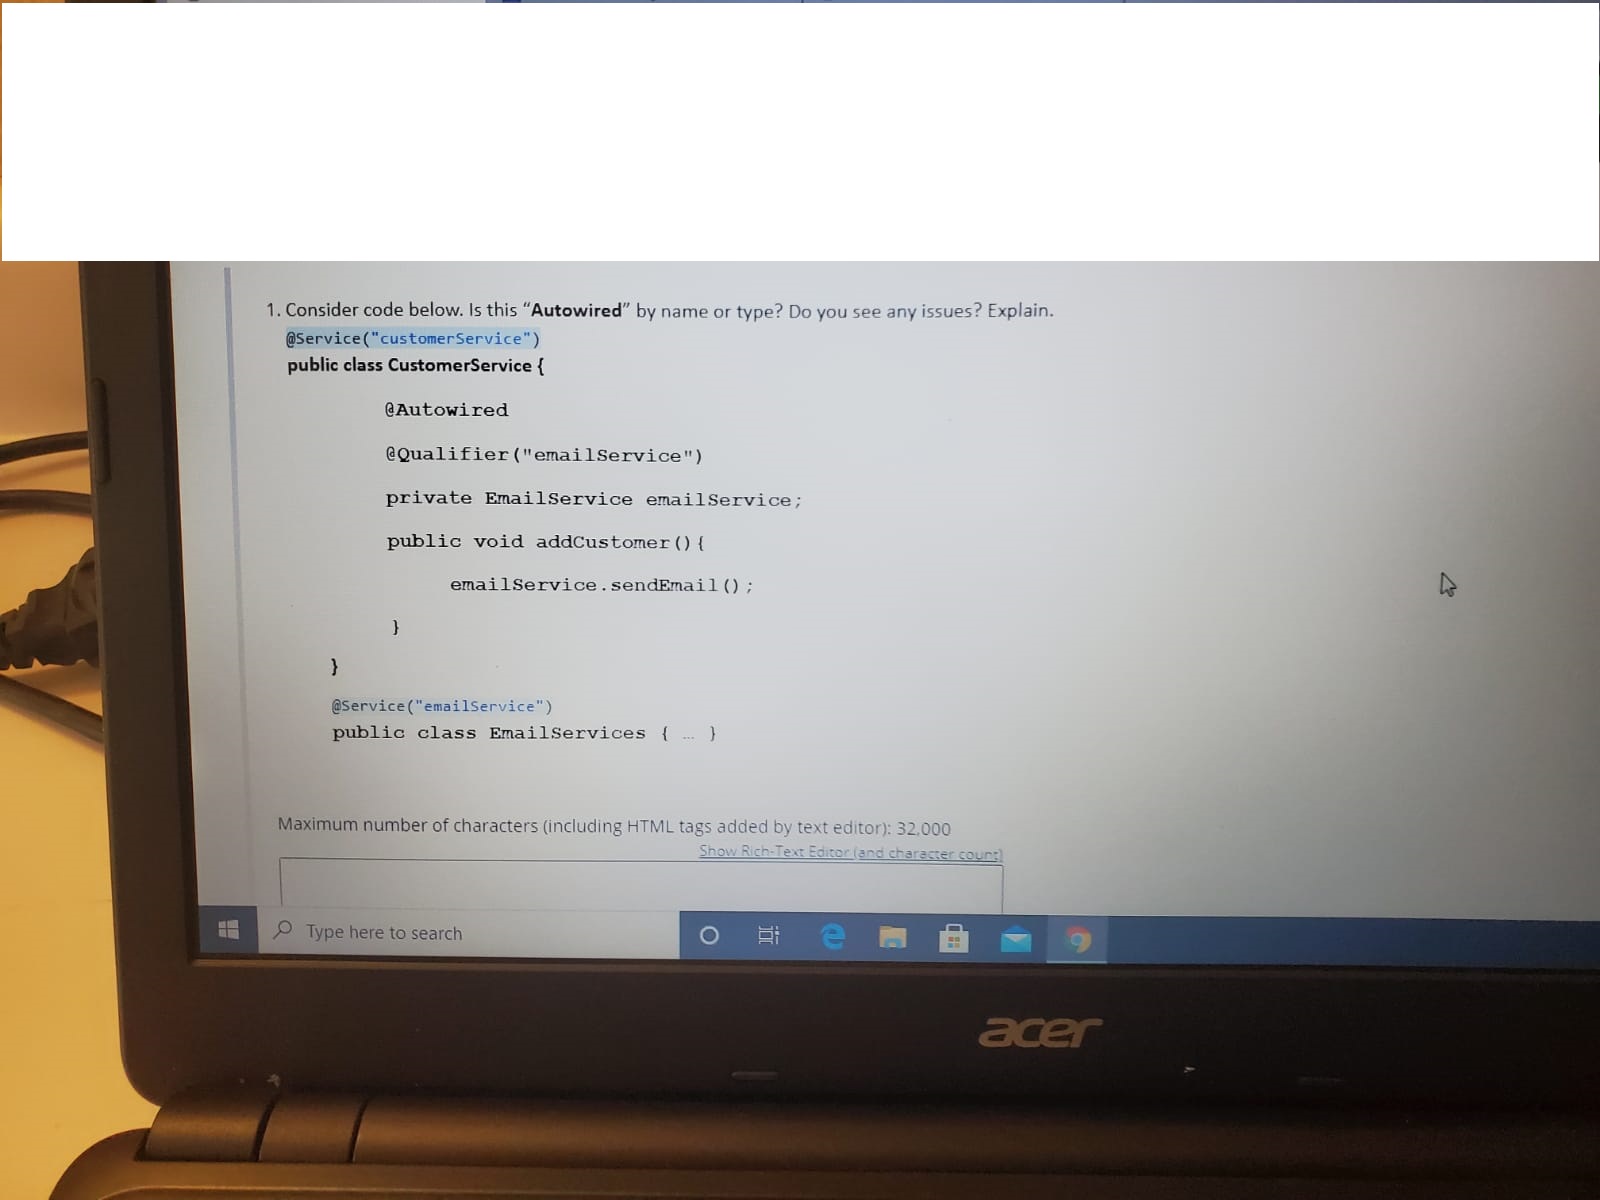 1. Consider code below. Is this “Autowired” by name or type? Do you see any issues? Explain.
@Service("customerService")
public class CustomerService {
@Autowired
@Qualifier("emailService")
private EmailService emailService;
public void addCustomer(){
emailService.sendEmail();
}
}
@Service("emailService")
public class EmailServices { ... }
Maximum number of characters (including HTML tags added by text editor): 32,000
Show Rich-Text Editor (and character count)
Type here to search
acer